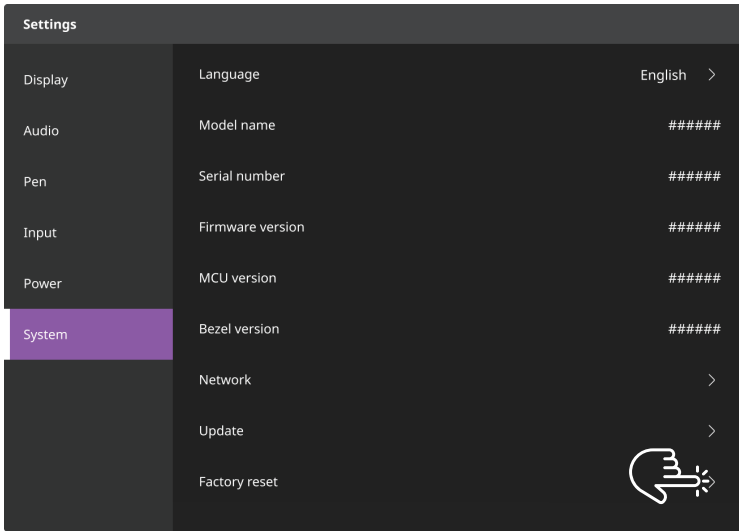 Settings
Display
Audio
Pen
Input
Power
System
Language English
Model name ######
Serial number ######
Firmware version ######
MCU version ######
Bezel version ######
Network
Update
Factory reset